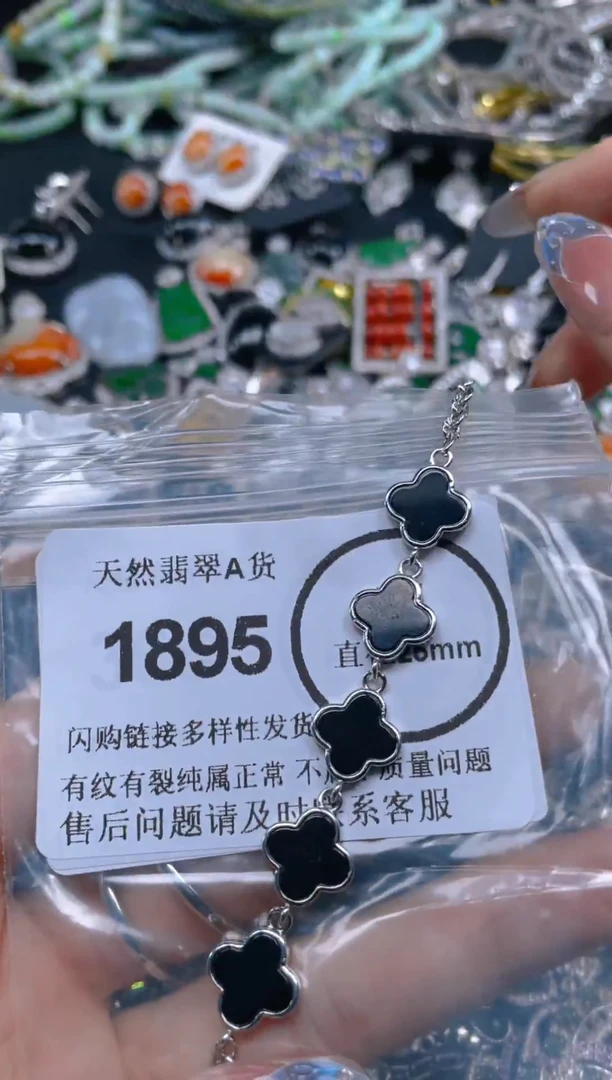 天然翡翠A货
1895
直 26mm
闪购链接多样性发货
有纹有裂纯属正常 不 质量问题
售后问题请及时 系客服